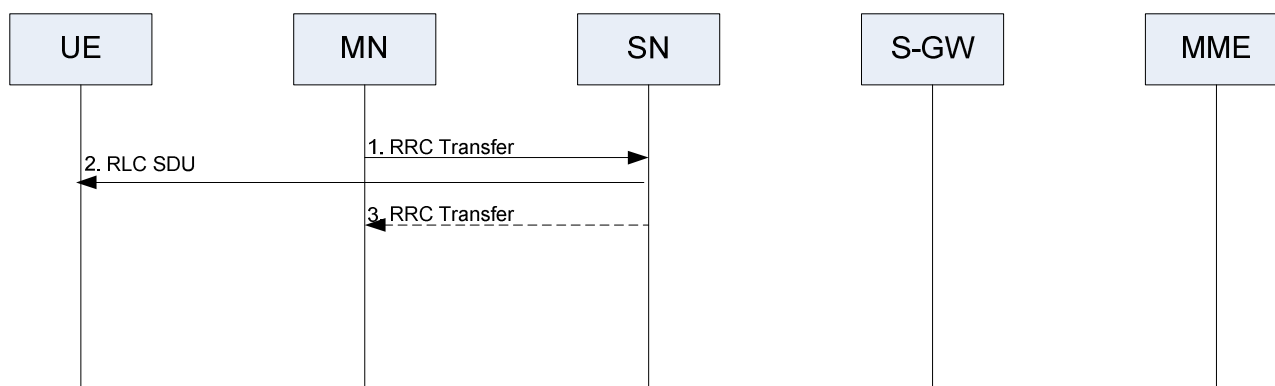 UE
MN
SN
S-GW
MME
1. RRC Transfer
2. RLC SDU
3. RRC Transfer